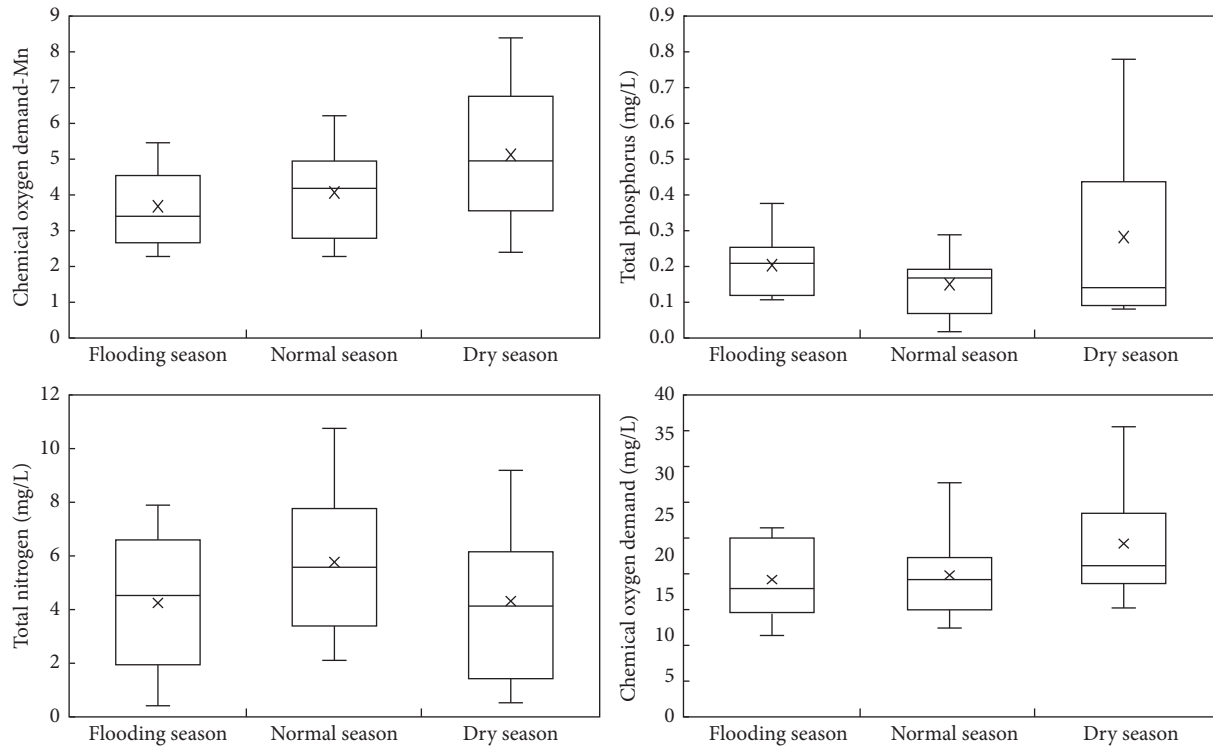 Chemical oxygen demand-Mn
9
8
7
6
5
4
3
2
1
0
Flooding season
Normal season
Dry season
Total phosphorus (mg/L)
0.9
0.8
0.7
0.6
0.5
0.4
0.3
0.2
0.1
0.0
Flooding season
Normal season
Dry season
Total nitrogen (mg/L)
12
10
8
6
4
2
0
Flooding season
Normal season
Dry season
Chemical oxygen demand (mg/L)
40
35
30
25
20
15
10
5
0
Flooding season
Normal season
Dry season